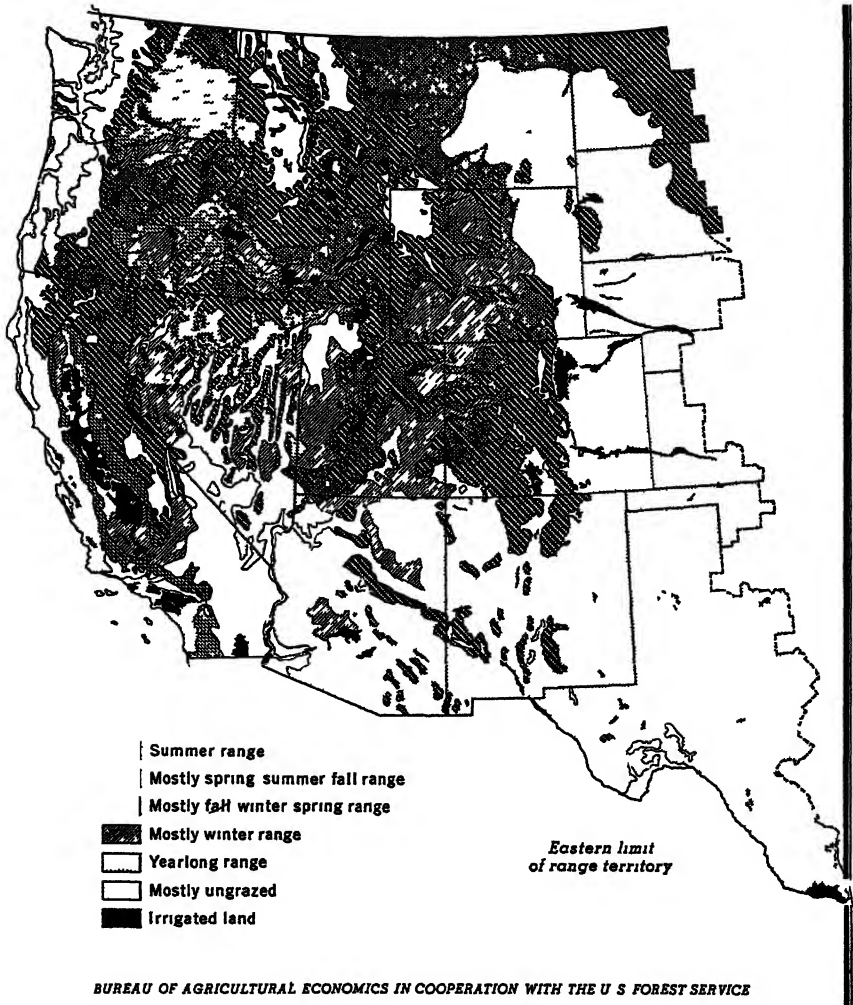 Summer range
Mostly spring summer fall range
Mostly fall winter spring range
Mostly winter range
Yearlong range
Mostly ungrazed
Irrigated land
Eastern limit
of range territory
BUREAU OF AGRICULTURAL ECONOMICS IN COOPERATION WITH THE U S FOREST SERVICE